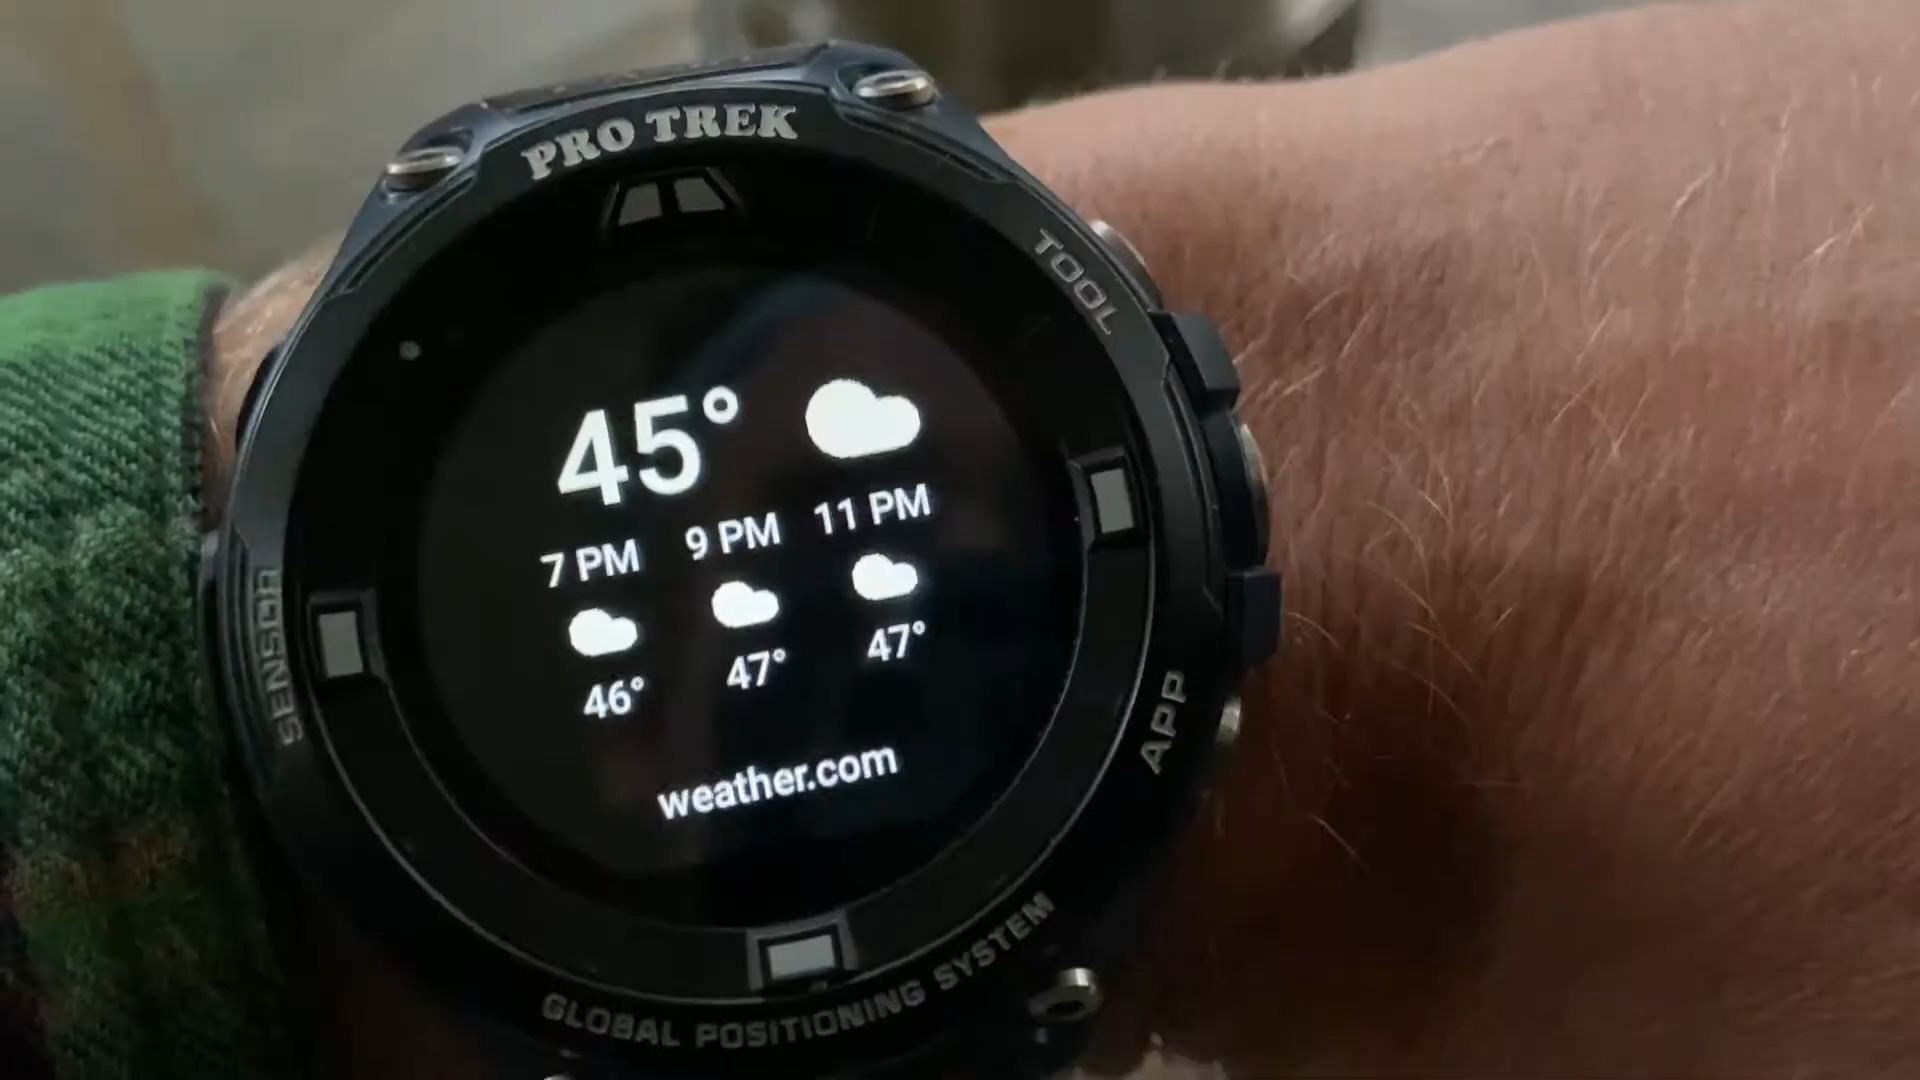 PRO TREK
TOOL
45°
7 PM 9 PM 11 PM
46° 47° 47°
weather.com
SENSOR
APP
GLOBAL POSITIONING SYSTEM